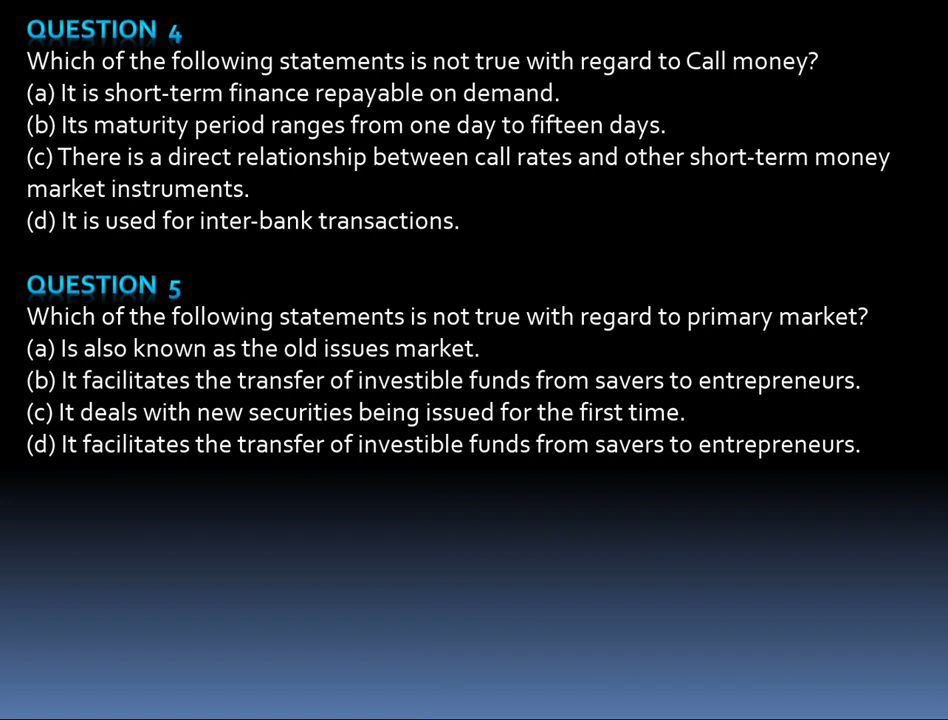 QUESTION 4
Which of the following statements is not true with regard to Call money?
(a) It is short-term finance repayable on demand.
(b) Its maturity period ranges from one day to fifteen days.
(c) There is a direct relationship between call rates and other short-term money
market instruments.
(d) It is used for inter-bank transactions.
QUESTION 5
Which of the following statements is not true with regard to primary market?
(a) Is also known as the old issues market.
(b) It facilitates the transfer of investible funds from savers to entrepreneurs.
(c) It deals with new securities being issued for the first time.
(d) It facilitates the transfer of investible funds from savers to entrepreneurs.